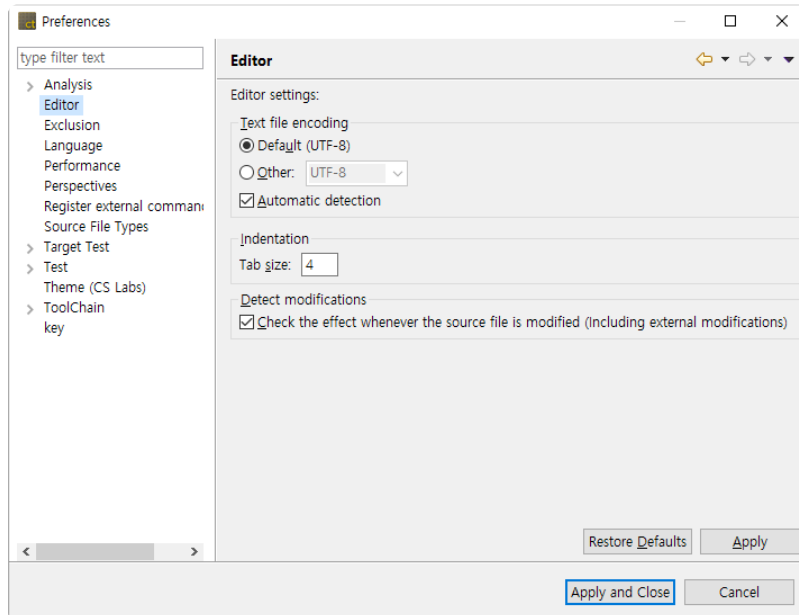 ct Preferences
type filter text
Analysis
Editor
Exclusion
Language
Performance
Perspectives
Register external comman
Source File Types
Target Test
Test
Theme (CS Labs)
ToolChain
key
Editor
Editor settings:
Text file encoding
Default (UTF-8)
Other: UTF-8
Automatic detection
Indentation
Tab size: 4
Detect modifications
Check the effect whenever the source file is modified (Including external modifications)
Restore Defaults Apply
Apply and Close Cancel